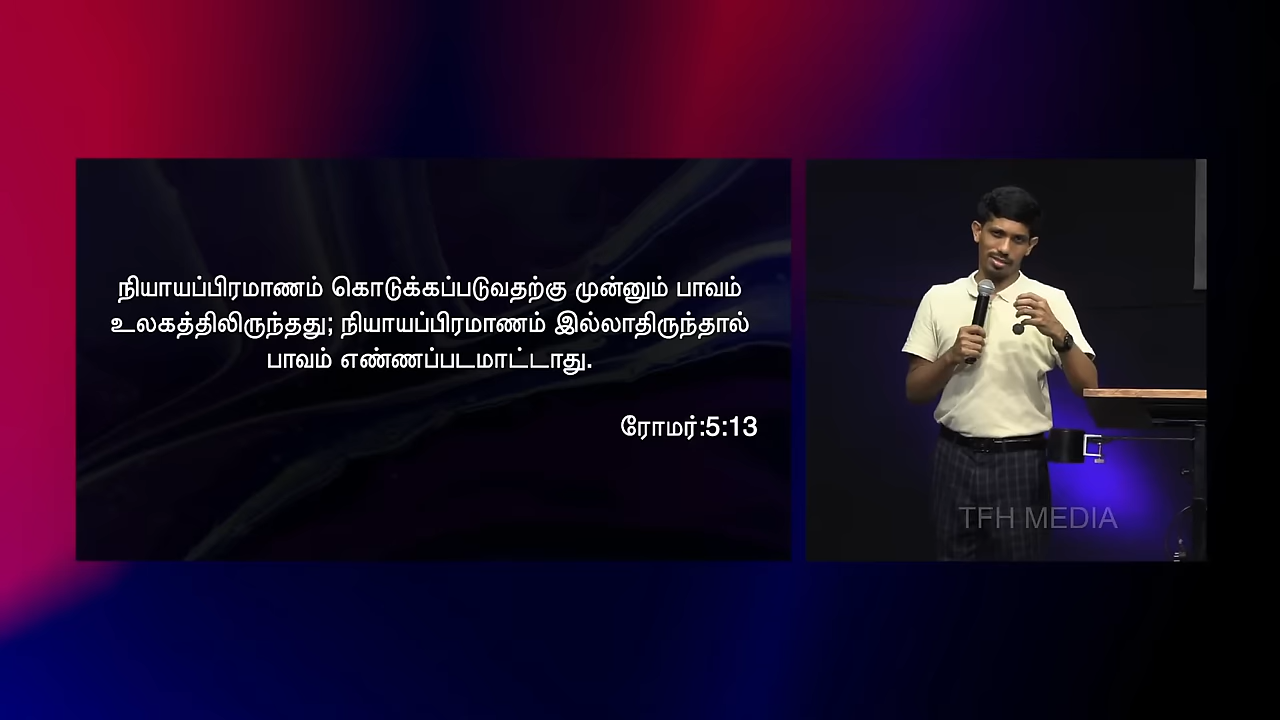 நியாயப்பிரமாணம் கொடுக்கப்படுவதற்கு முன்னும் பாவம்
உலகத்திலிருந்தது; நியாயப்பிரமாணம் இல்லாதிருந்தால்
பாவம் எண்ணப்படமாட்டாது.
ரோமர்:5:13
TFH MEDIA